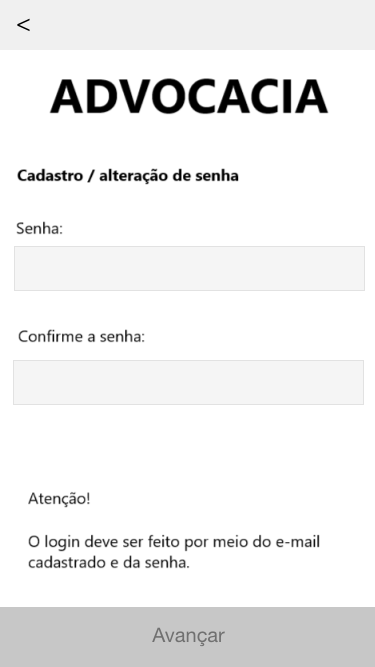 <
ADVOCACIA
Cadastro / alteração de senha
Senha:
Confirme a senha:
Atenção!
O login deve ser feito por meio do e-mail
cadastrado e da senha.
Avançar